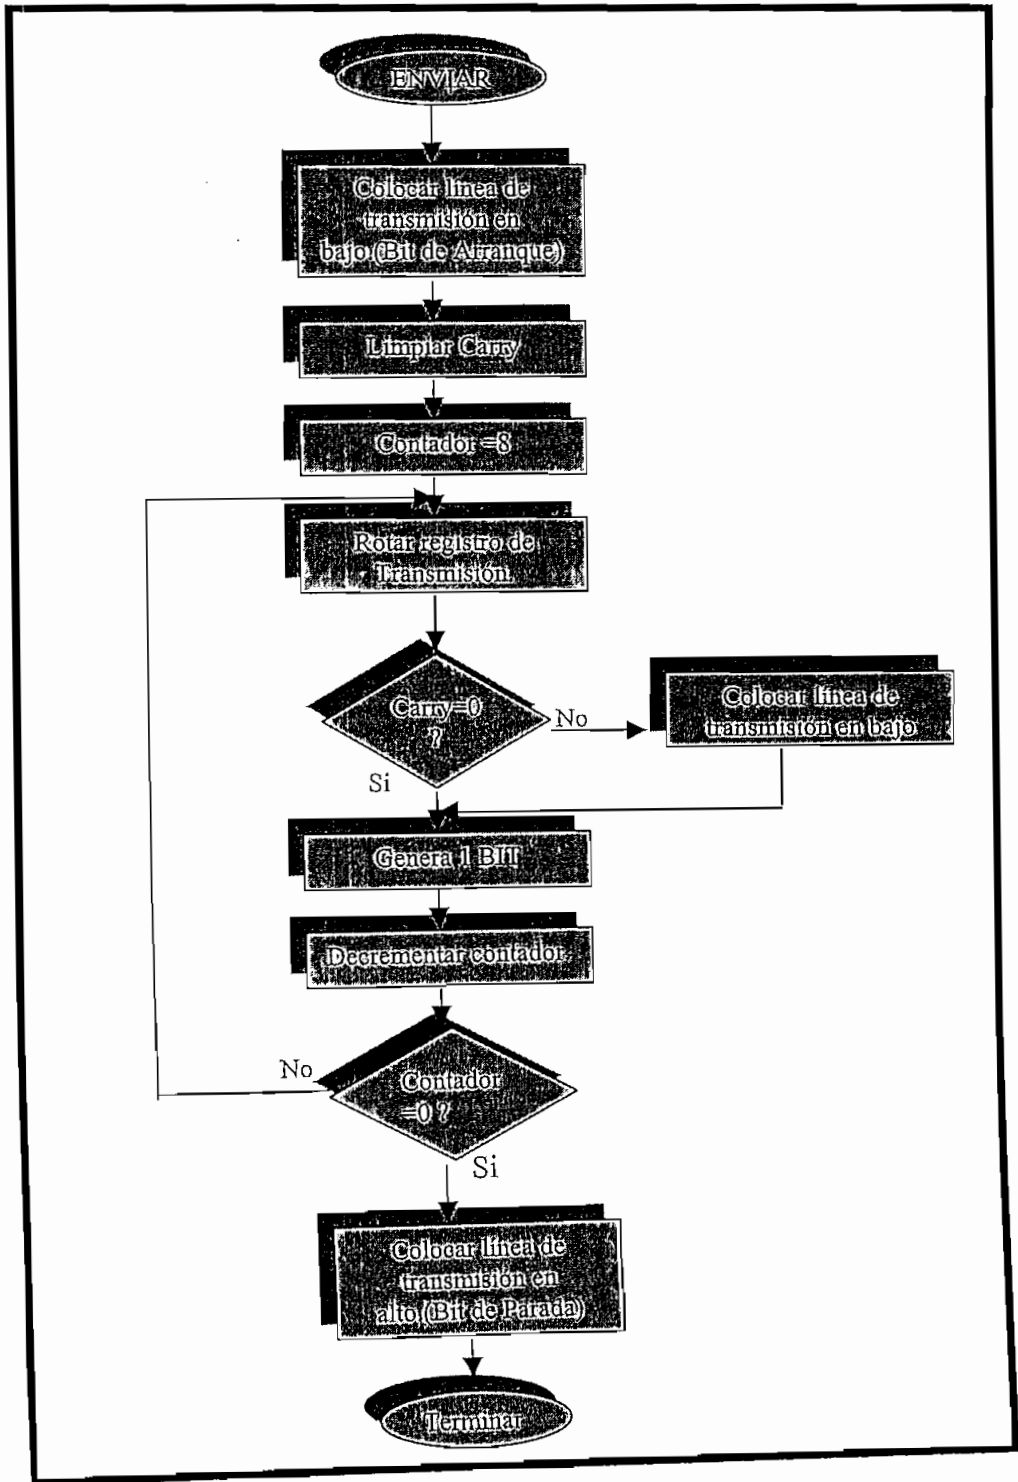 ENVIAR
Colocar línea de
transmisión en
bajo (Bit de Arranque)
Limpiar Carry
Contador =8
Rotar registro de
Transmisión.
Carry=0
?
No
Colocar línea de
transmisión en bajo
Si
Genera 1 BIT
Decrementar contador
No
Contador
=0 ?
Si
Colocar línea de
transmisión en
alto (Bit de Parada)
Terminar